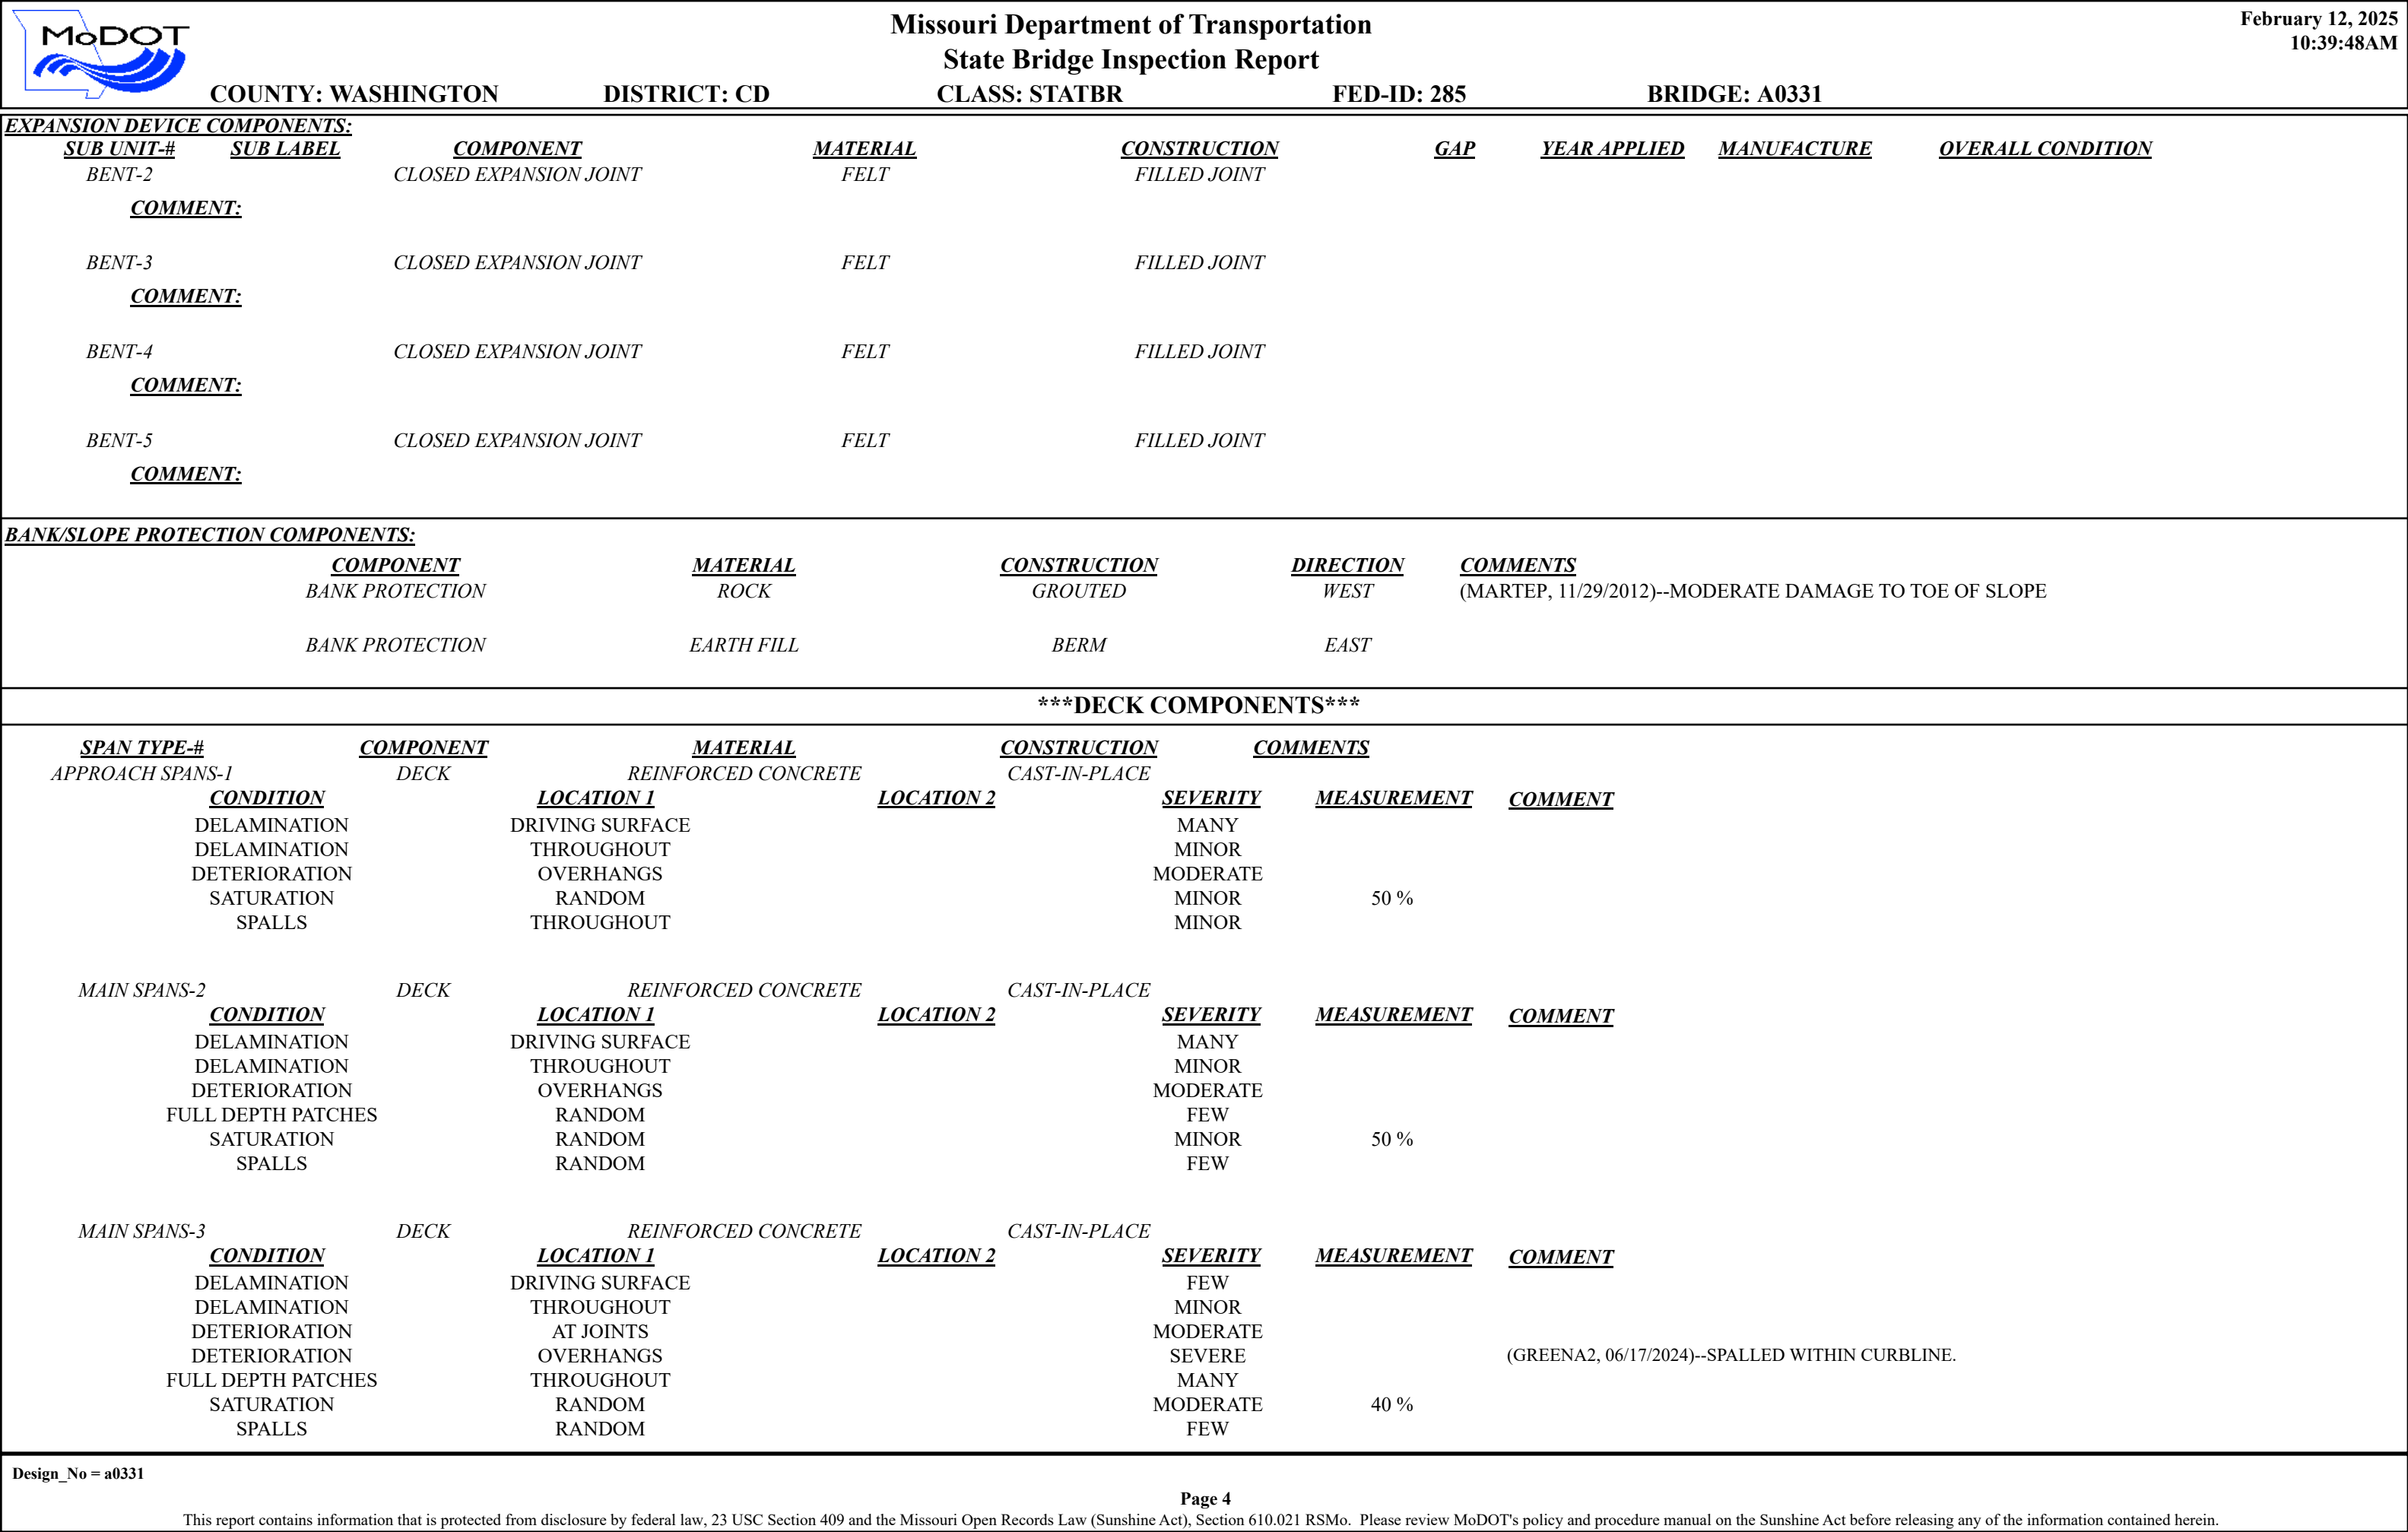 MoDOT
Missouri Department of Transportation
State Bridge Inspection Report
February 12, 2025
10:39:48AM
COUNTY: WASHINGTON DISTRICT: CD CLASS: STATBR FED-ID: 285 BRIDGE: A0331
EXPANSION DEVICE COMPONENTS:
SUB UNIT-# SUB LABEL COMPONENT MATERIAL CONSTRUCTION GAP YEAR APPLIED MANUFACTURE OVERALL CONDITION
BENT-2 CLOSED EXPANSION JOINT FELT FILLED JOINT
COMMENT:
BENT-3 CLOSED EXPANSION JOINT FELT FILLED JOINT
COMMENT:
BENT-4 CLOSED EXPANSION JOINT FELT FILLED JOINT
COMMENT:
BENT-5 CLOSED EXPANSION JOINT FELT FILLED JOINT
COMMENT:
BANK/SLOPE PROTECTION COMPONENTS:
COMPONENT MATERIAL CONSTRUCTION DIRECTION COMMENTS
BANK PROTECTION ROCK GROUTED WEST (MARTEP, 11/29/2012)--MODERATE DAMAGE TO TOE OF SLOPE
BANK PROTECTION EARTH FILL BERM EAST
***DECK COMPONENTS***
SPAN TYPE-# COMPONENT MATERIAL CONSTRUCTION COMMENTS
APPROACH SPANS-1 DECK REINFORCED CONCRETE CAST-IN-PLACE
CONDITION LOCATION 1 LOCATION 2 SEVERITY MEASUREMENT COMMENT
DELAMINATION DRIVING SURFACE MANY
DELAMINATION THROUGHOUT MINOR
DETERIORATION OVERHANGS MODERATE
SATURATION RANDOM MINOR 50 %
SPALLS THROUGHOUT MINOR
MAIN SPANS-2 DECK REINFORCED CONCRETE CAST-IN-PLACE
CONDITION LOCATION 1 LOCATION 2 SEVERITY MEASUREMENT COMMENT
DELAMINATION DRIVING SURFACE MANY
DELAMINATION THROUGHOUT MINOR
DETERIORATION OVERHANGS MODERATE
FULL DEPTH PATCHES RANDOM FEW
SATURATION RANDOM MINOR 50 %
SPALLS RANDOM FEW
MAIN SPANS-3 DECK REINFORCED CONCRETE CAST-IN-PLACE
CONDITION LOCATION 1 LOCATION 2 SEVERITY MEASUREMENT COMMENT
DELAMINATION DRIVING SURFACE FEW
DELAMINATION THROUGHOUT MINOR
DETERIORATION AT JOINTS MODERATE
DETERIORATION OVERHANGS SEVERE (GREENA2, 06/17/2024)--SPALLED WITHIN CURBLINE.
FULL DEPTH PATCHES THROUGHOUT MANY
SATURATION RANDOM MODERATE 40 %
SPALLS RANDOM FEW
Design_No = a0331
Page 4
This report contains information that is protected from disclosure by federal law, 23 USC Section 409 and the Missouri Open Records Law (Sunshine Act), Section 610.021 RSMo. Please review MoDOT's policy and procedure manual on the Sunshine Act before releasing any of the information contained herein.